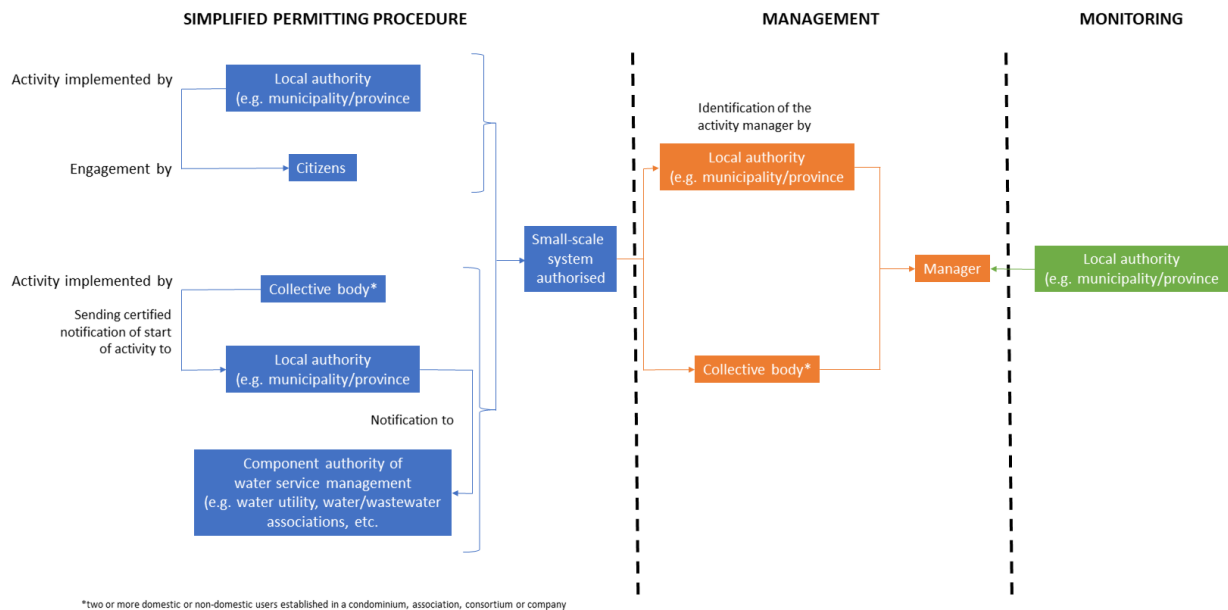 SIMPLIFIED PERMITTING PROCEDURE
MANAGEMENT
MONITORING
Activity implemented by
Local authority
(e.g. municipality/province
Engagement by
Citizens
Activity implemented by
Collective body*
Sending certified
notification of start
of activity to
Local authority
(e.g. municipality/province
Notification to
Component authority of
water service management
(e.g. water utility, water/wastewater
associations, etc.
Small-scale
system
authorised
Identification of the
activity manager by
Local authority
(e.g. municipality/province
Collective body*
Manager
Local authority
(e.g. municipality/province
*two or more domestic or non-domestic users established in a condominium, association, consortium or company